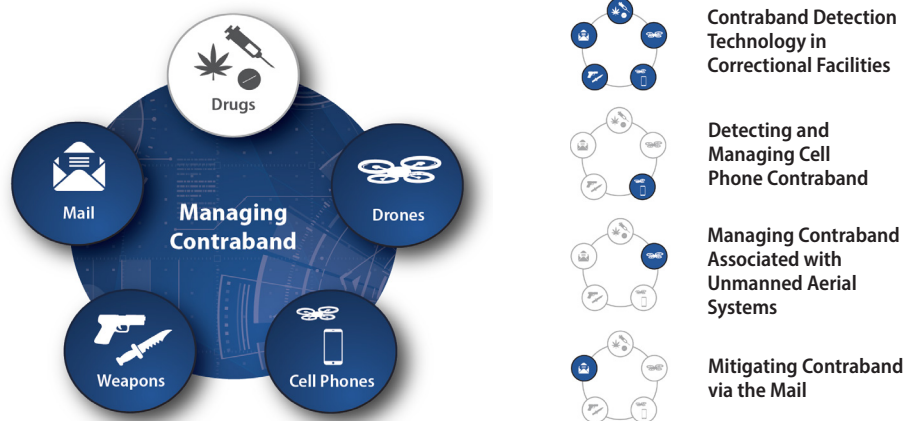 Drugs
Mail
Managing
Contraband
Drones
Weapons
Cell Phones
Contraband Detection
Technology in
Correctional Facilities
Detecting and
Managing Cell
Phone Contraband
Managing Contraband
Associated with
Unmanned Aerial
Systems
Mitigating Contraband
via the Mail